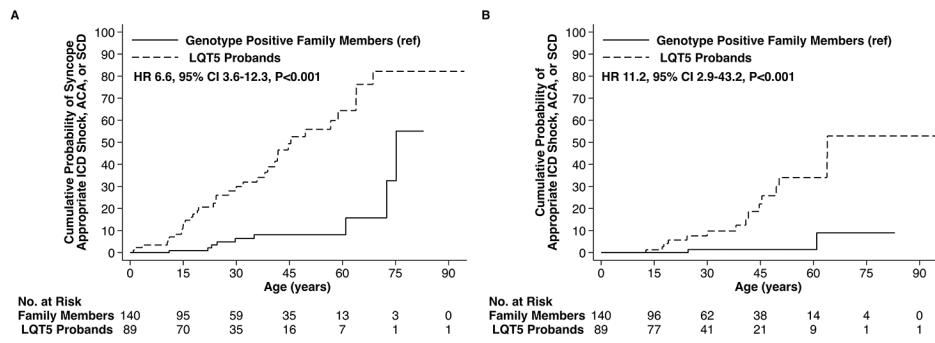 A
Cumulative Probability of Syncope
Appropriate ICD Shock, ACA, or SCD
100
90
80
70
60
50
40
30
20
10
0
Genotype Positive Family Members (ref)
LQT5 Probands
HR 6.6, 95% CI 3.6-12.3, P<0.001
0 15 30 45 60 75 90
Age (years)
No. at Risk
Family Members 140 95 59 35 13 3 0
LQT5 Probands 89 70 35 16 7 1 1
B
Cumulative Probability of
Appropriate ICD Shock, ACA, or SCD
100
90
80
70
60
50
40
30
20
10
0
Genotype Positive Family Members (ref)
LQT5 Probands
HR 11.2, 95% CI 2.9-43.2, P<0.001
0 15 30 45 60 75 90
Age (years)
No. at Risk
Family Members 140 96 62 38 14 4 0
LQT5 Probands 89 77 41 21 9 1 1